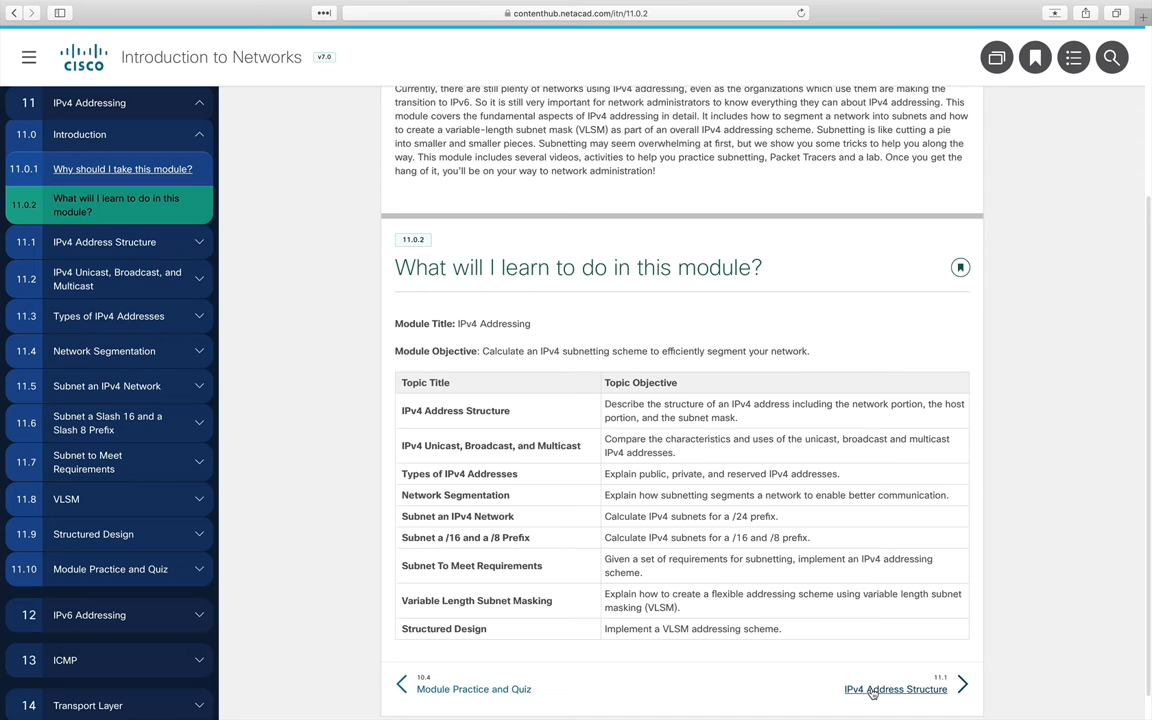 contenthub.netacad.com/itn/11.0.2
CISCO
Introduction to Networks
v7.0
11 IPv4 Addressing
11.0 Introduction
11.0.1 Why should I take this module?
11.0.2 What will I learn to do in this
module?
11.1 IPv4 Address Structure
11.2 IPv4 Unicast, Broadcast, and
Multicast
11.3 Types of IPv4 Addresses
11.4 Network Segmentation
11.5 Subnet an IPv4 Network
11.6 Subnet a Slash 16 and a
Slash 8 Prefix
11.7 Subnet to Meet
Requirements
11.8 VLSM
11.9 Structured Design
11.10 Module Practice and Quiz
12 IPv6 Addressing
13 ICMP
14 Transport Layer
Currently, there are still plenty of networks using IPv4 addressing, even as the organizations which use them are making the
transition to IPv6. So it is still very important for network administrators to know everything they can about IPv4 addressing. This
module covers the fundamental aspects of IPv4 addressing in detail. It includes how to segment a network into subnets and how
to create a variable-length subnet mask (VLSM) as part of an overall IPv4 addressing scheme. Subnetting is like cutting a pie
into smaller and smaller pieces. Subnetting may seem overwhelming at first, but we show you some tricks to help you along the
way. This module includes several videos, activities to help you practice subnetting, Packet Tracers and a lab. Once you get the
hang of it, you'll be on your way to network administration!
11.0.2
What will I learn to do in this module?
Module Title: IPv4 Addressing
Module Objective: Calculate an IPv4 subnetting scheme to efficiently segment your network.
Topic Title Topic Objective
IPv4 Address Structure Describe the structure of an IPv4 address including the network portion, the host
portion, and the subnet mask.
IPv4 Unicast, Broadcast, and Multicast Compare the characteristics and uses of the unicast, broadcast and multicast
IPv4 addresses.
Types of IPv4 Addresses Explain public, private, and reserved IPv4 addresses.
Network Segmentation Explain how subnetting segments a network to enable better communication.
Subnet an IPv4 Network Calculate IPv4 subnets for a /24 prefix.
Subnet a /16 and a /8 Prefix Calculate IPv4 subnets for a /16 and /8 prefix.
Subnet To Meet Requirements Given a set of requirements for subnetting, implement an IPv4 addressing
scheme.
Variable Length Subnet Masking Explain how to create a flexible addressing scheme using variable length subnet
masking (VLSM).
Structured Design Implement a VLSM addressing scheme.
10.4
Module Practice and Quiz
11.1
IPv4 Address Structure